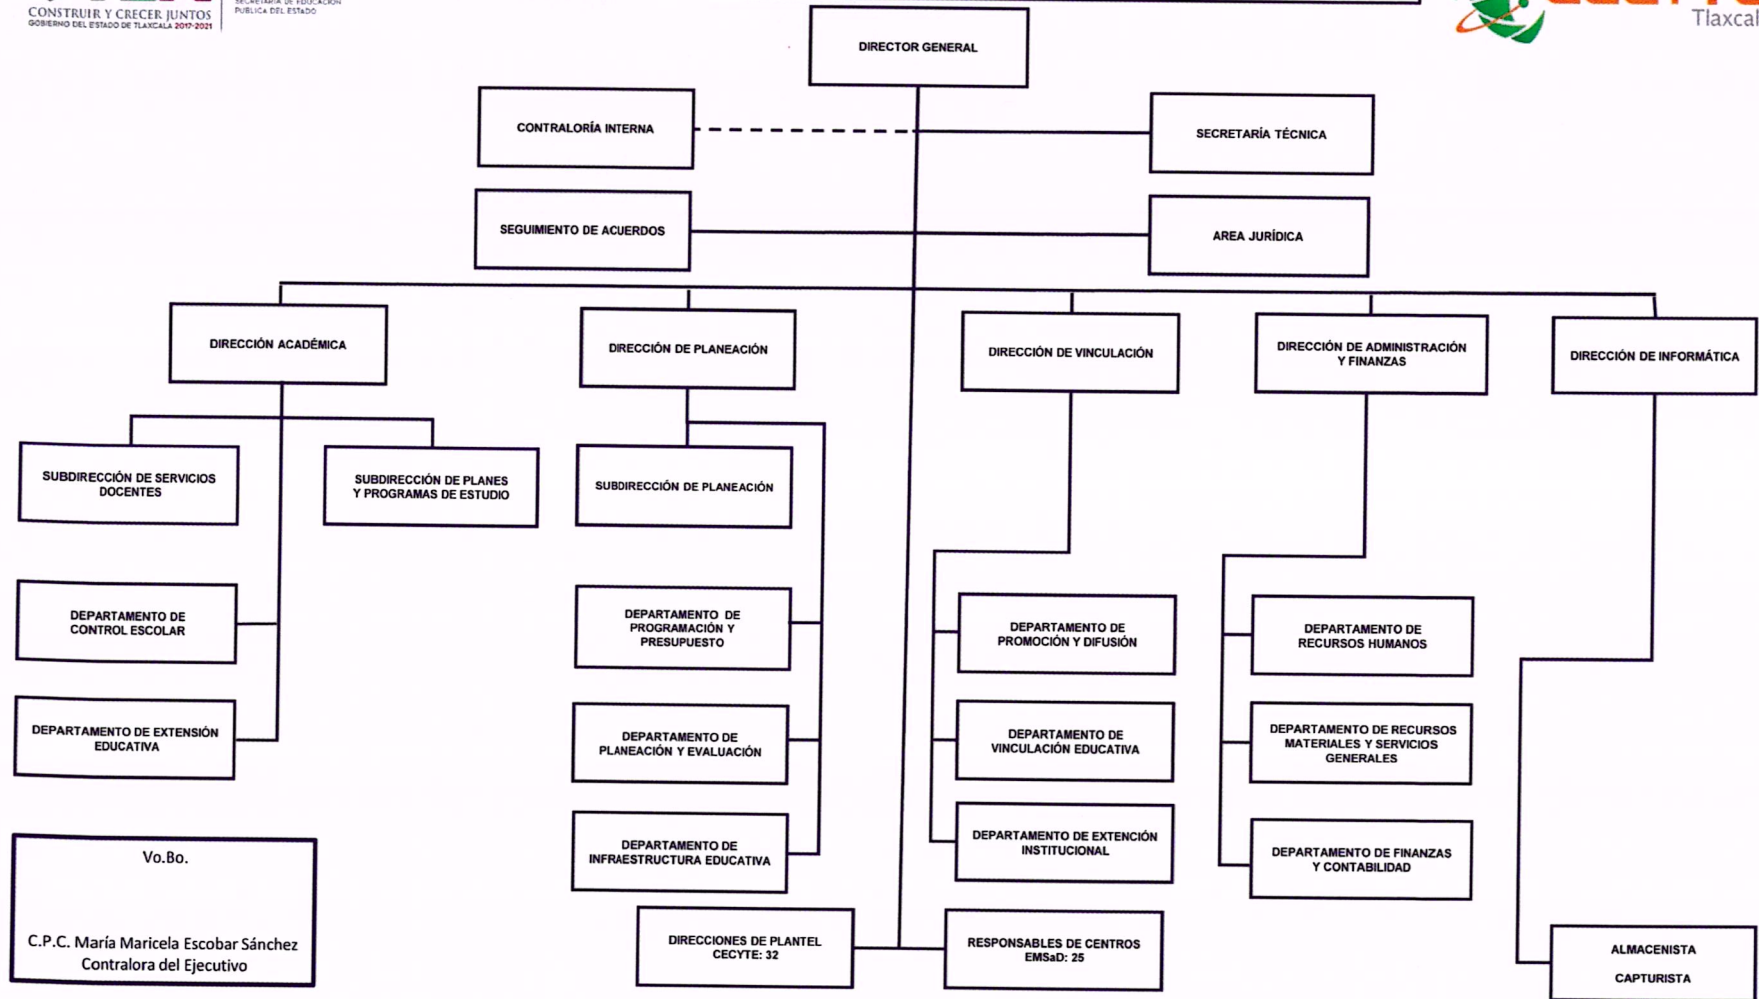 CONSTRUIR Y CRECER JUNTOS
GOBIERNO DEL ESTADO DE TLAXCALA 2017-2021
SECRETARÍA DE EDUCACIÓN
PÚBLICA DEL ESTADO
Tlaxcal
DIRECTOR GENERAL
CONTRALORÍA INTERNA
SECRETARÍA TÉCNICA
SEGUIMIENTO DE ACUERDOS
AREA JURÍDICA
DIRECCIÓN ACADÉMICA
DIRECCIÓN DE PLANEACIÓN
DIRECCIÓN DE VINCULACIÓN
DIRECCIÓN DE ADMINISTRACIÓN
Y FINANZAS
DIRECCIÓN DE INFORMÁTICA
SUBDIRECCIÓN DE SERVICIOS
DOCENTES
SUBDIRECCIÓN DE PLANES
Y PROGRAMAS DE ESTUDIO
SUBDIRECCIÓN DE PLANEACIÓN
DEPARTAMENTO DE
CONTROL ESCOLAR
DEPARTAMENTO DE
PROGRAMACIÓN Y
PRESUPUESTO
DEPARTAMENTO DE
PROMOCIÓN Y DIFUSIÓN
DEPARTAMENTO DE
RECURSOS HUMANOS
DEPARTAMENTO DE EXTENSIÓN
EDUCATIVA
DEPARTAMENTO DE
PLANEACIÓN Y EVALUACIÓN
DEPARTAMENTO DE
VINCULACIÓN EDUCATIVA
DEPARTAMENTO DE RECURSOS
MATERIALES Y SERVICIOS
GENERALES
DEPARTAMENTO DE
INFRAESTRUCTURA EDUCATIVA
DEPARTAMENTO DE EXTENCIÓN
INSTITUCIONAL
DEPARTAMENTO DE FINANZAS
Y CONTABILIDAD
Vo.Bo.
C.P.C. María Maricela Escobar Sánchez
Contralora del Ejecutivo
DIRECCIONES DE PLANTEL
CECYTE: 32
RESPONSABLES DE CENTROS
EMSaD: 25
ALMACENISTA
CAPTURISTA